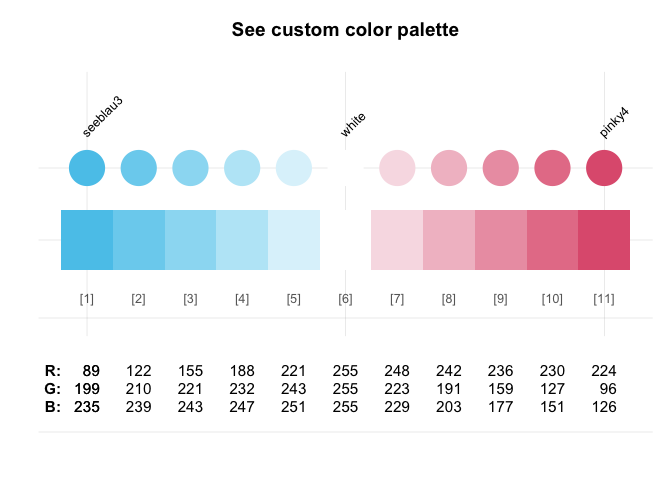 See custom color palette
seeblau3 white pinky4
[1] [2] [3] [4] [5] [6] [7] [8] [9] [10] [11]
R: 89 122 155 188 221 255 248 242 236 230 224
G: 199 210 221 232 243 255 223 191 159 127 96
B: 235 239 243 247 251 255 229 203 177 151 126